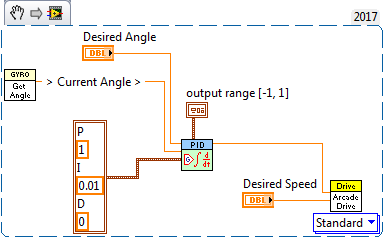 2017
Desired Angle
DBL
GYRO
Get
Angle
> Current Angle >
output range [-1, 1]
P
1
I
0.01
D
0
PID
d
dt
Desired Speed
DBL
Drive
Arcade
Drive
Standard